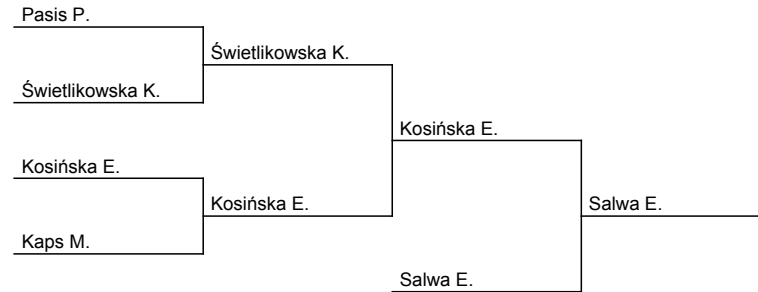 Pasis P.
Świetlikowska K.
Świetlikowska K.
Kosińska E.
Kosińska E.
Kosińska E.
Salwa E.
Kaps M.
Salwa E.